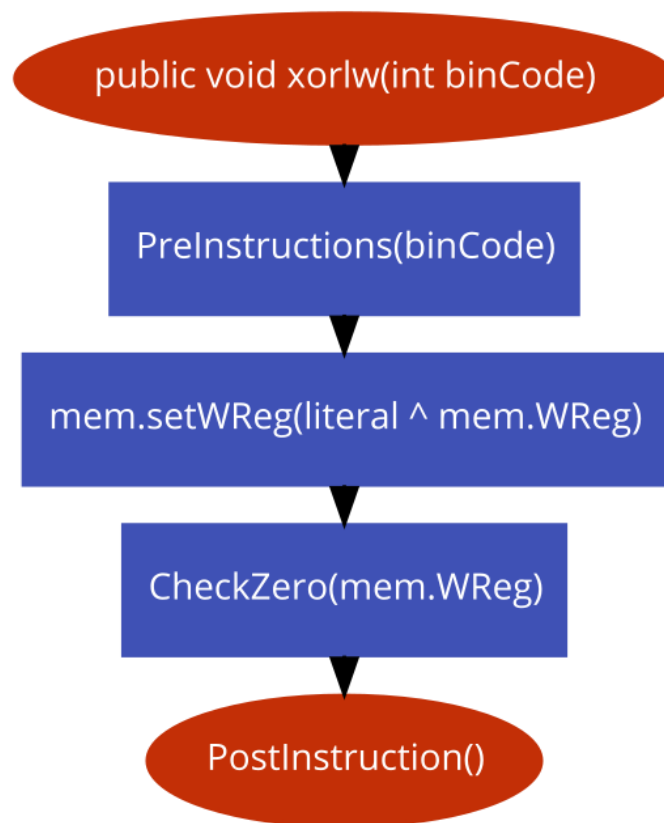 public void xorlw(int binCode)
PreInstructions(binCode)
mem.setWReg(literal ^ mem.WReg)
CheckZero(mem.WReg)
PostInstruction()